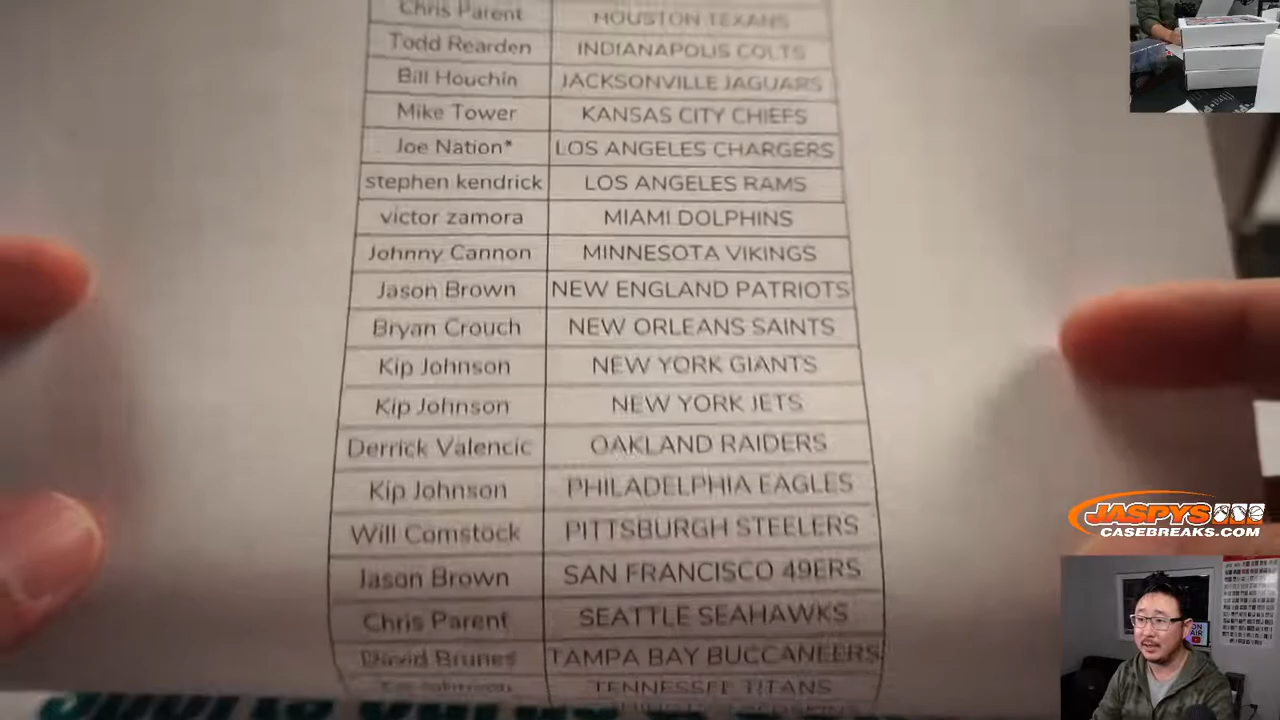 Chris Parent HOUSTON TEXANS
Todd Rearden INDIANAPOLIS COLTS
Bill Houchin JACKSONVILLE JAGUARS
Mike Tower KANSAS CITY CHIEFS
Joe Nation* LOS ANGELES CHARGERS
stephen kendrick LOS ANGELES RAMS
victor zamora MIAMI DOLPHINS
Johnny Cannon MINNESOTA VIKINGS
Jason Brown NEW ENGLAND PATRIOTS
Bryan Crouch NEW ORLEANS SAINTS
Kip Johnson NEW YORK GIANTS
Kip Johnson NEW YORK JETS
Derrick Valencic OAKLAND RAIDERS
Kip Johnson PHILADELPHIA EAGLES
Will Comstock PITTSBURGH STEELERS
Jason Brown SAN FRANCISCO 49ERS
Chris Parent SEATTLE SEAHAWKS
David Brunes TAMPA BAY BUCCANEERS
TENNESSEE TITANS
JASPYS
CASEBREAKS.COM
ON
AIR